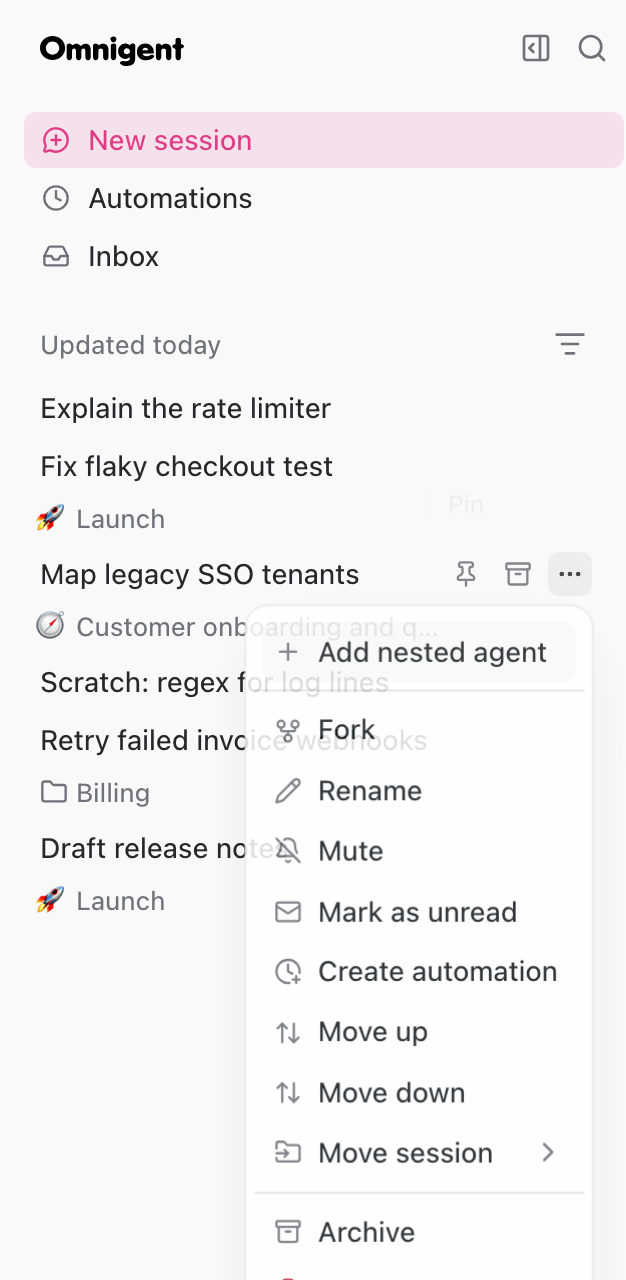 Omnigent
New session
Automations
Inbox
Updated today
Explain the rate limiter
Fix flaky checkout test
Pin
🚀 Launch
Map legacy SSO tenants
🧭 Customer onboarding and q...
Add nested agent
Scratch: regex for log lines
Fork
Retry failed invoice webhooks
Rename
Billing
Draft release notes
Mute
🚀 Launch
Mark as unread
Create automation
Move up
Move down
Move session
Archive